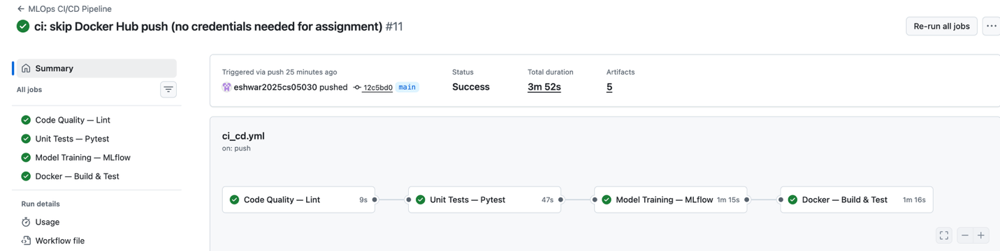 ← MLOps CI/CD Pipeline
ci: skip Docker Hub push (no credentials needed for assignment) #11
Re-run all jobs
Summary
All jobs
Code Quality — Lint
Unit Tests — Pytest
Model Training — MLflow
Docker — Build & Test
Run details
Usage
Workflow file
Triggered via push 25 minutes ago
eshwar2025cs05030 pushed 12c5bd0 main
Status
Success
Total duration
3m 52s
Artifacts
5
ci_cd.yml
on: push
Code Quality — Lint 9s
Unit Tests — Pytest 47s
Model Training — MLflow 1m 15s
Docker — Build & Test 1m 16s